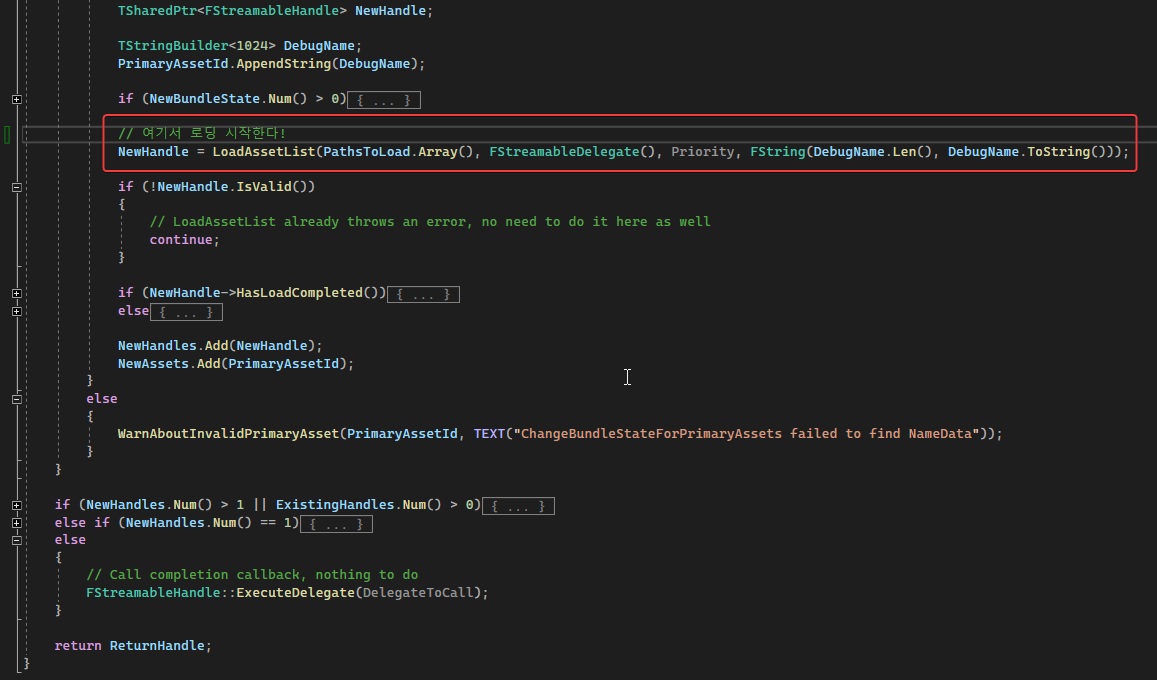 TSharedPtr<FStreamableHandle> NewHandle;
TStringBuilder<1024> DebugName;
PrimaryAssetId.AppendString(DebugName);
if (NewBundleState.Num() > 0){ ... }
// 여기서 로딩 시작한다!
NewHandle = LoadAssetList(PathsToLoad.Array(), FStreamableDelegate(), Priority, FString(DebugName.Len(), DebugName.ToString()));
if (!NewHandle.IsValid())
{
// LoadAssetList already throws an error, no need to do it here as well
continue;
}
if (NewHandle->HasLoadCompleted()){ ... }
else{ ... }
NewHandles.Add(NewHandle);
NewAssets.Add(PrimaryAssetId);
}
else
{
WarnAboutInvalidPrimaryAsset(PrimaryAssetId, TEXT("ChangeBundleStateForPrimaryAssets failed to find NameData"));
}
}
if (NewHandles.Num() > 1 || ExistingHandles.Num() > 0){ ... }
else if (NewHandles.Num() == 1){ ... }
else
{
// Call completion callback, nothing to do
FStreamableHandle::ExecuteDelegate(DelegateToCall);
}
return ReturnHandle;
}